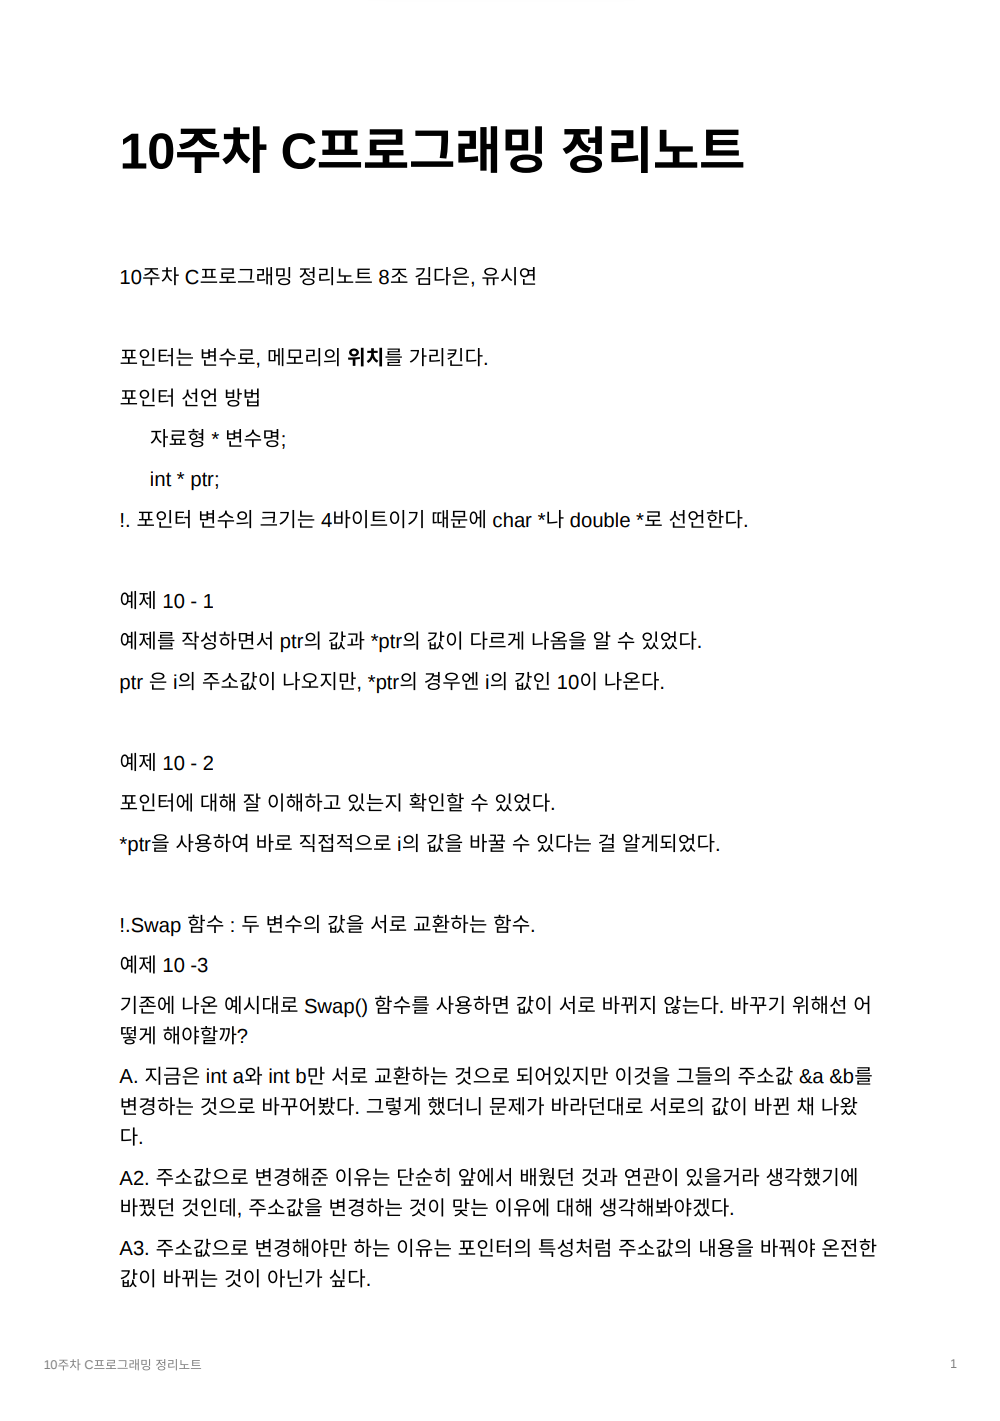 10주차 C프로그래밍 정리노트
10주차 C프로그래밍 정리노트 8조 김다은, 유시연
포인터는 변수로, 메모리의 위치를 가리킨다.
포인터 선언 방법
자료형 * 변수명;
int * ptr;
!. 포인터 변수의 크기는 4바이트이기 때문에 char *나 double *로 선언한다.
예제 10 - 1
예제를 작성하면서 ptr의 값과 *ptr의 값이 다르게 나옴을 알 수 있었다.
ptr 은 i의 주소값이 나오지만, *ptr의 경우엔 i의 값인 10이 나온다.
예제 10 - 2
포인터에 대해 잘 이해하고 있는지 확인할 수 있었다.
*ptr을 사용하여 바로 직접적으로 i의 값을 바꿀 수 있다는 걸 알게되었다.
!.Swap 함수 : 두 변수의 값을 서로 교환하는 함수.
예제 10 -3
기존에 나온 예시대로 Swap() 함수를 사용하면 값이 서로 바뀌지 않는다. 바꾸기 위해선 어
떻게 해야할까?
A. 지금은 int a와 int b만 서로 교환하는 것으로 되어있지만 이것을 그들의 주소값 &a &b를
변경하는 것으로 바꾸어봤다. 그렇게 했더니 문제가 바라던대로 서로의 값이 바뀐 채 나왔
다.
A2. 주소값으로 변경해준 이유는 단순히 앞에서 배웠던 것과 연관이 있을거라 생각했기에
바꿨던 것인데, 주소값을 변경하는 것이 맞는 이유에 대해 생각해봐야겠다.
A3. 주소값으로 변경해야만 하는 이유는 포인터의 특성처럼 주소값의 내용을 바꿔야 온전한
값이 바뀌는 것이 아닌가 싶다.
10주차 C프로그래밍 정리노트 1